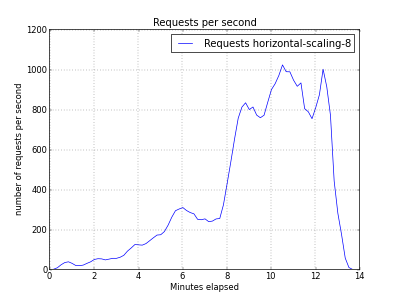 Requests per second
Requests horizontal-scaling-8
number of requests per second
1200
1000
800
600
400
200
0
0 2 4 6 8 10 12 14
Minutes elapsed